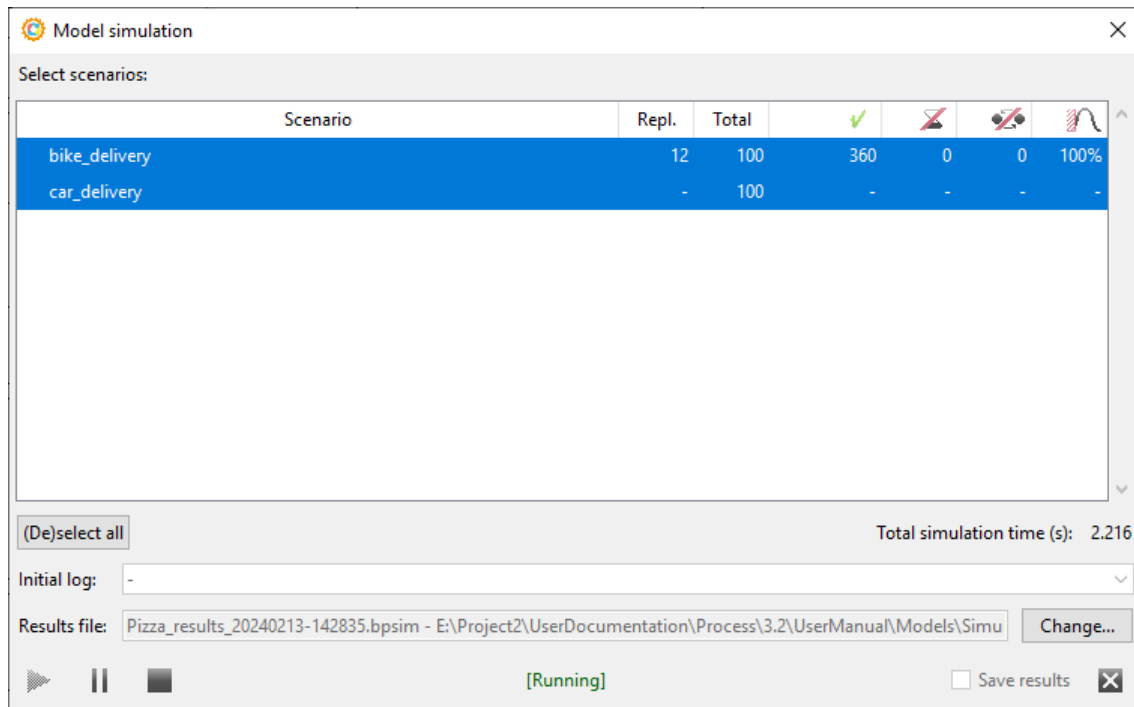 Model simulation
Select scenarios:
Scenario Repl. Total
bike_delivery 12 100 360 0 0 100%
car_delivery - 100 - - - -
(De)select all Total simulation time (s): 2.216
Initial log: -
Results file: Pizza_results_20240213-142835.bpsim - E:\Project2\UserDocumentation\Process\3.2\UserManual\Models\Simu Change...
[Running] Save results